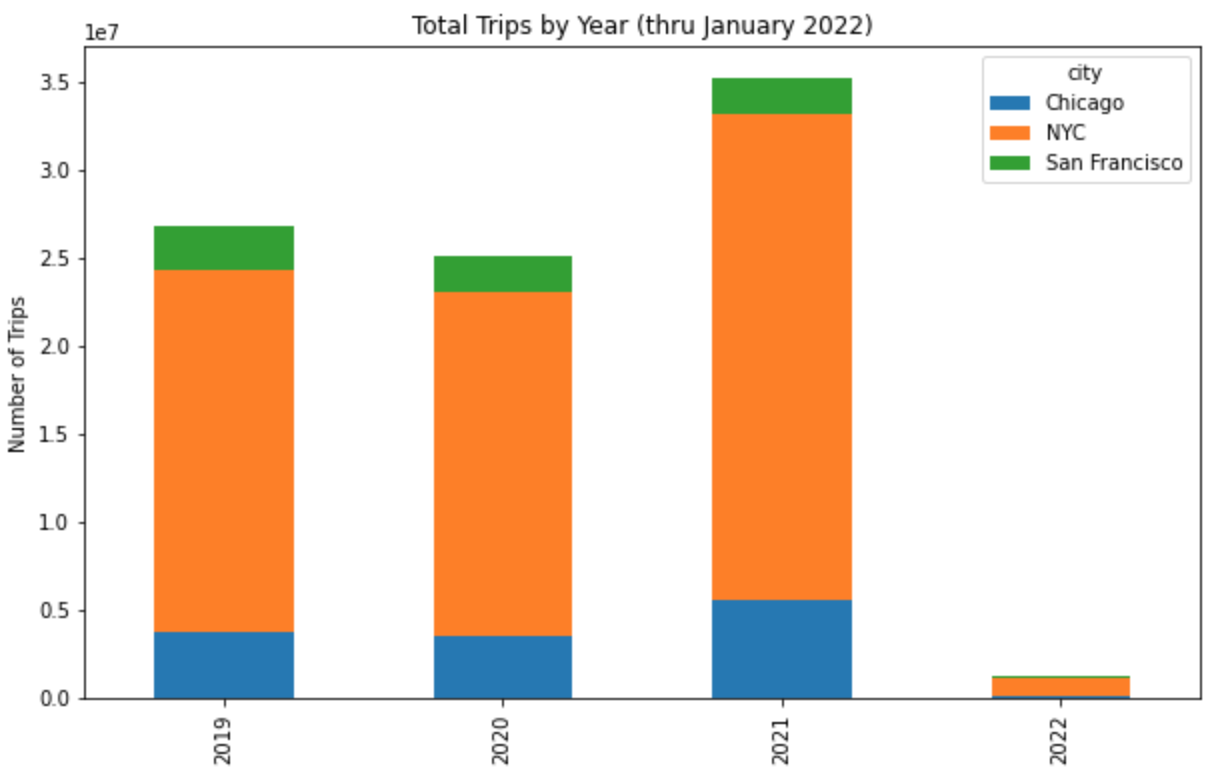 Total Trips by Year (thru January 2022)
1e7
city
Chicago
NYC
San Francisco
3.5
3.0
2.5
2.0
1.5
1.0
0.5
0.0
Number of Trips
2019
2020
2021
2022